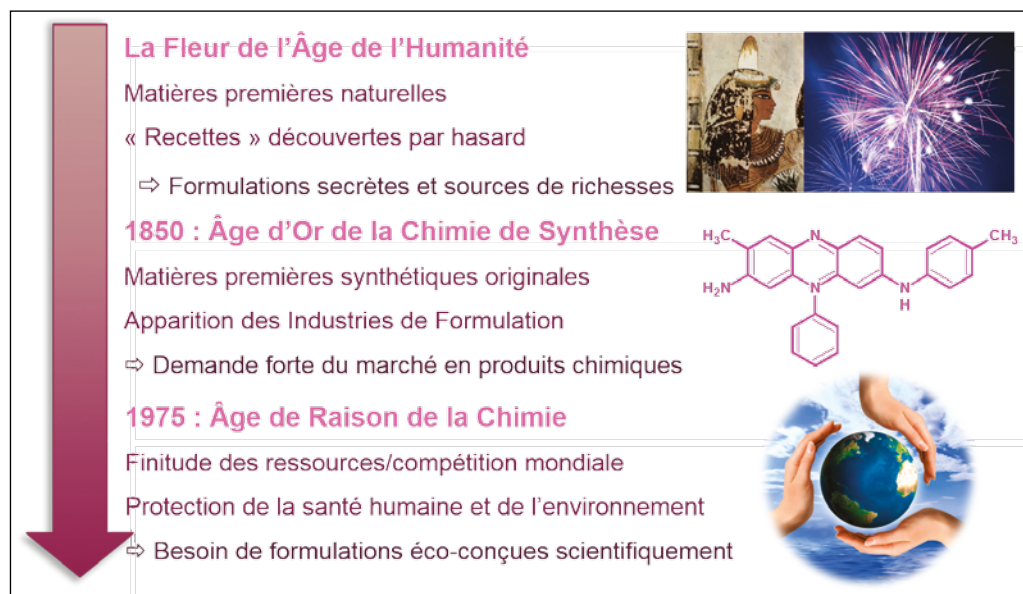 La Fleur de l'Âge de l'Humanité
Matières premières naturelles
« Recettes » découvertes par hasard
⇨ Formulations secrètes et sources de richesses
1850 : Âge d'Or de la Chimie de Synthèse
Matières premières synthétiques originales
Apparition des Industries de Formulation
⇨ Demande forte du marché en produits chimiques
H₃C
N
CH₃
H₂N
N
N
H
1975 : Âge de Raison de la Chimie
Finitude des ressources/compétition mondiale
Protection de la santé humaine et de l'environnement
⇨ Besoin de formulations éco-conçues scientifiquement